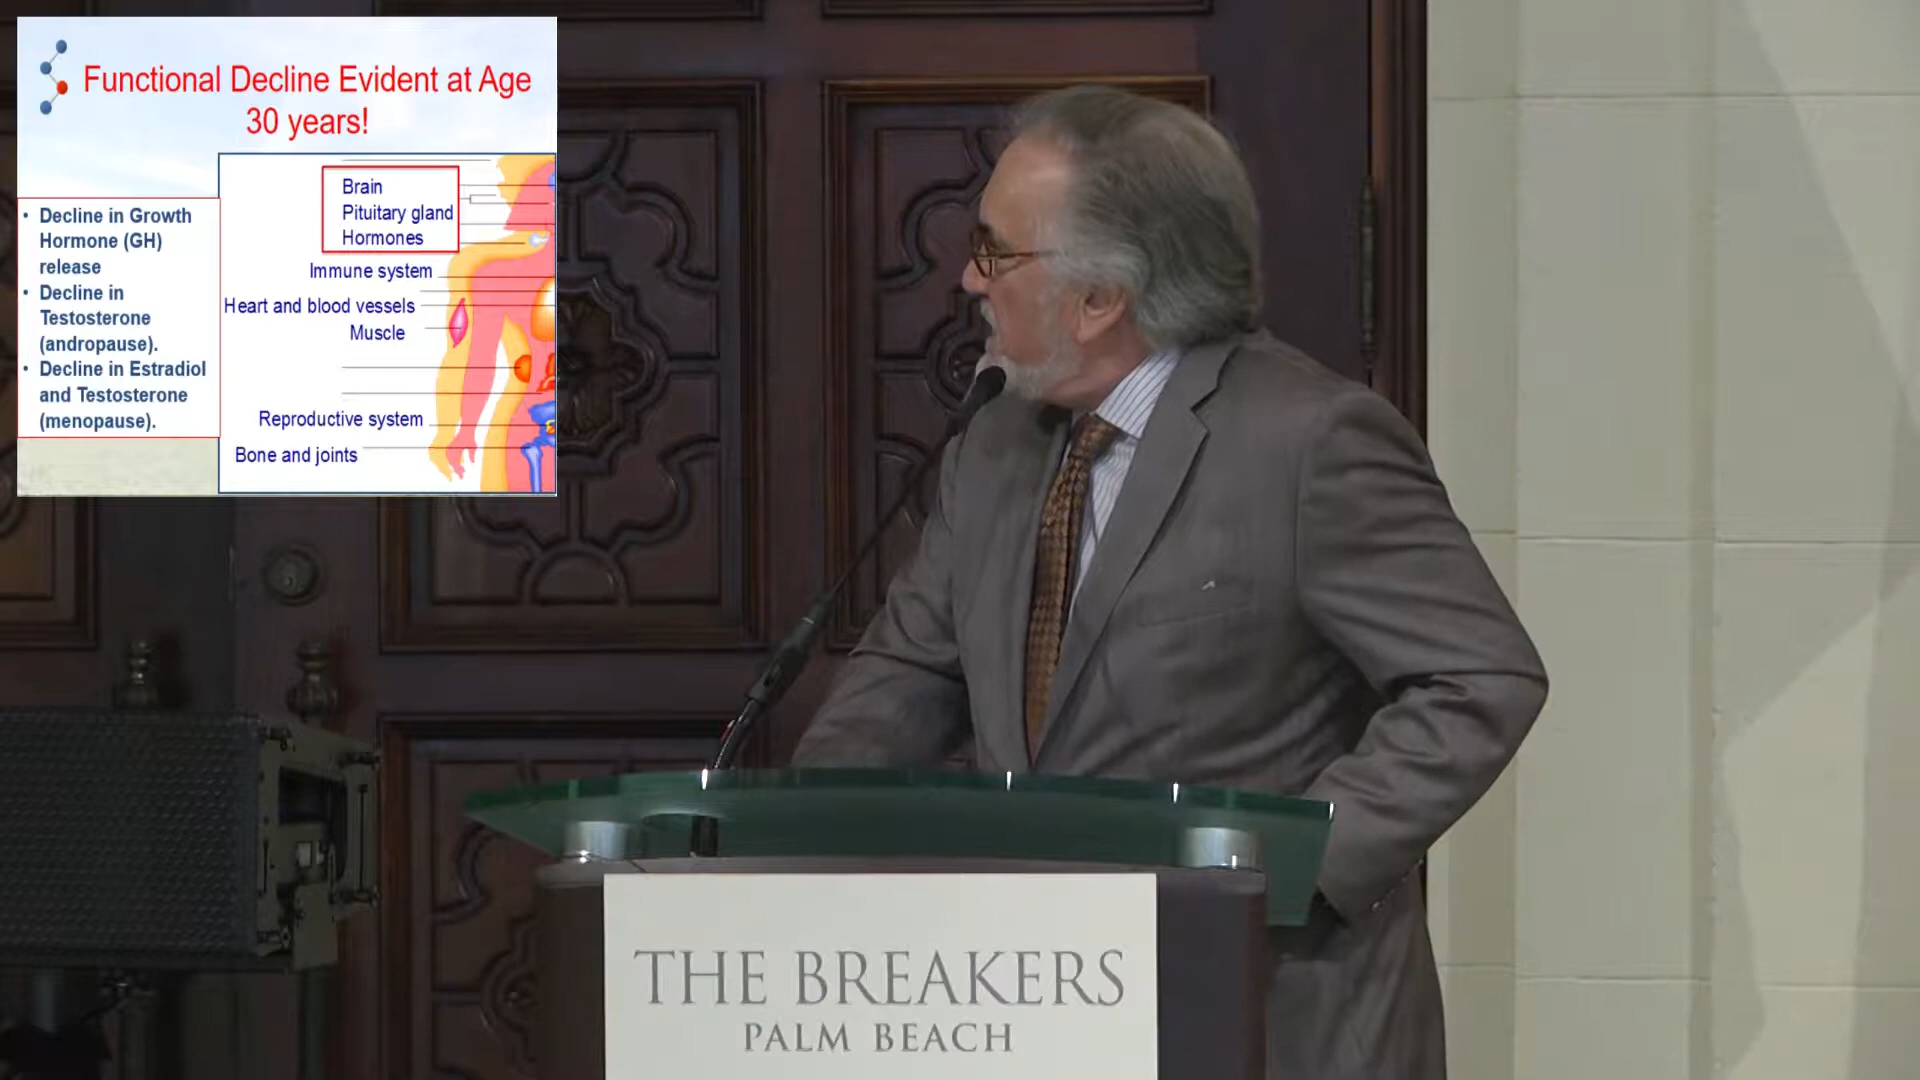 Functional Decline Evident at Age
30 years!
• Decline in Growth
Hormone (GH)
release
• Decline in
Testosterone
(andropause).
• Decline in Estradiol
and Testosterone
(menopause).
Brain
Pituitary gland
Hormones
Immune system
Heart and blood vessels
Muscle
Reproductive system
Bone and joints
THE BREAKERS
PALM BEACH